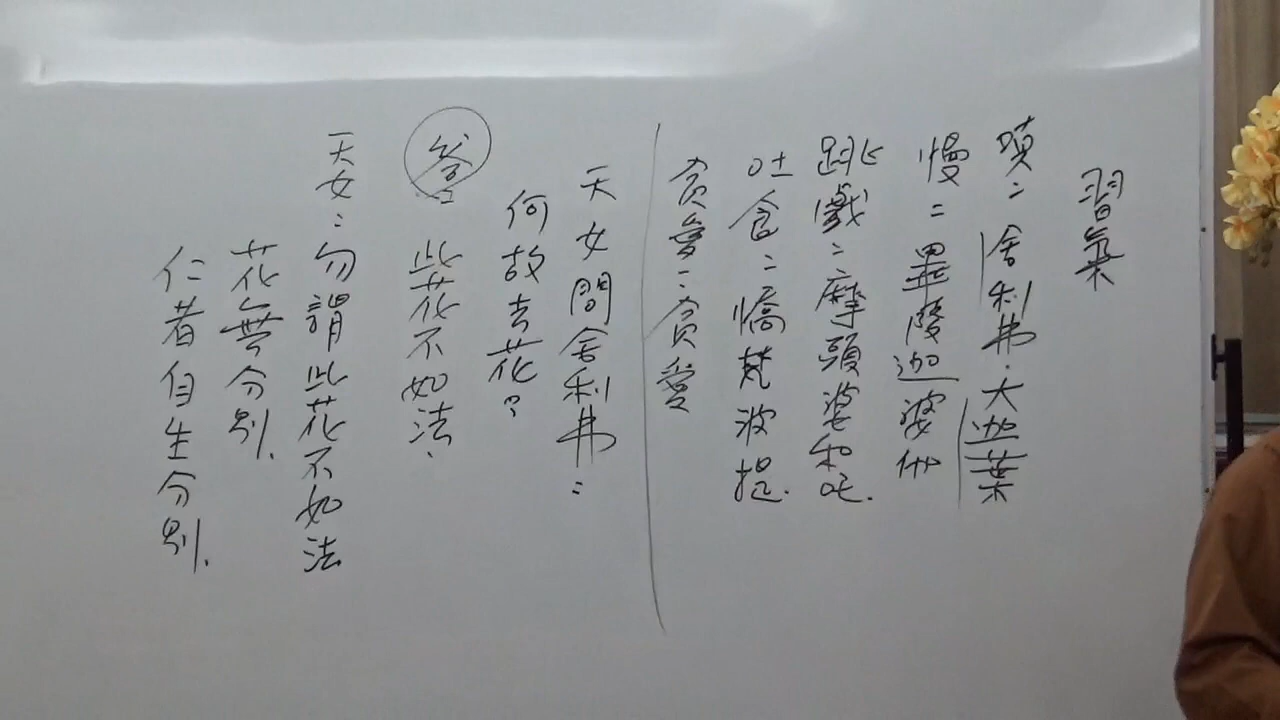 習氣
嗔：舍利弗．大迦葉
慢：畢陵迦婆伽
跳戲：摩頭婆和吒．
吐食：憍梵波提．
貪愛：貪愛
天女問舍利弗：
何故去花？
答 此花不如法．
天女：勿謂此花不如法
花無分別．
仁者自生分別．